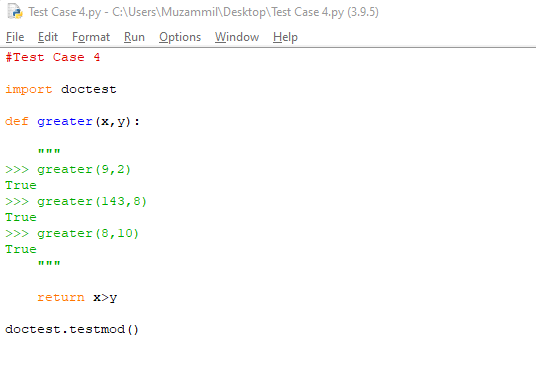 Test Case 4.py - C:\Users\Muzammil\Desktop\Test Case 4.py (3.9.5)
File Edit Format Run Options Window Help
#Test Case 4
import doctest
def greater(x,y):
    """
>>> greater(9,2)
True
>>> greater(143,8)
True
>>> greater(8,10)
True
    """
    return x>y
doctest.testmod()